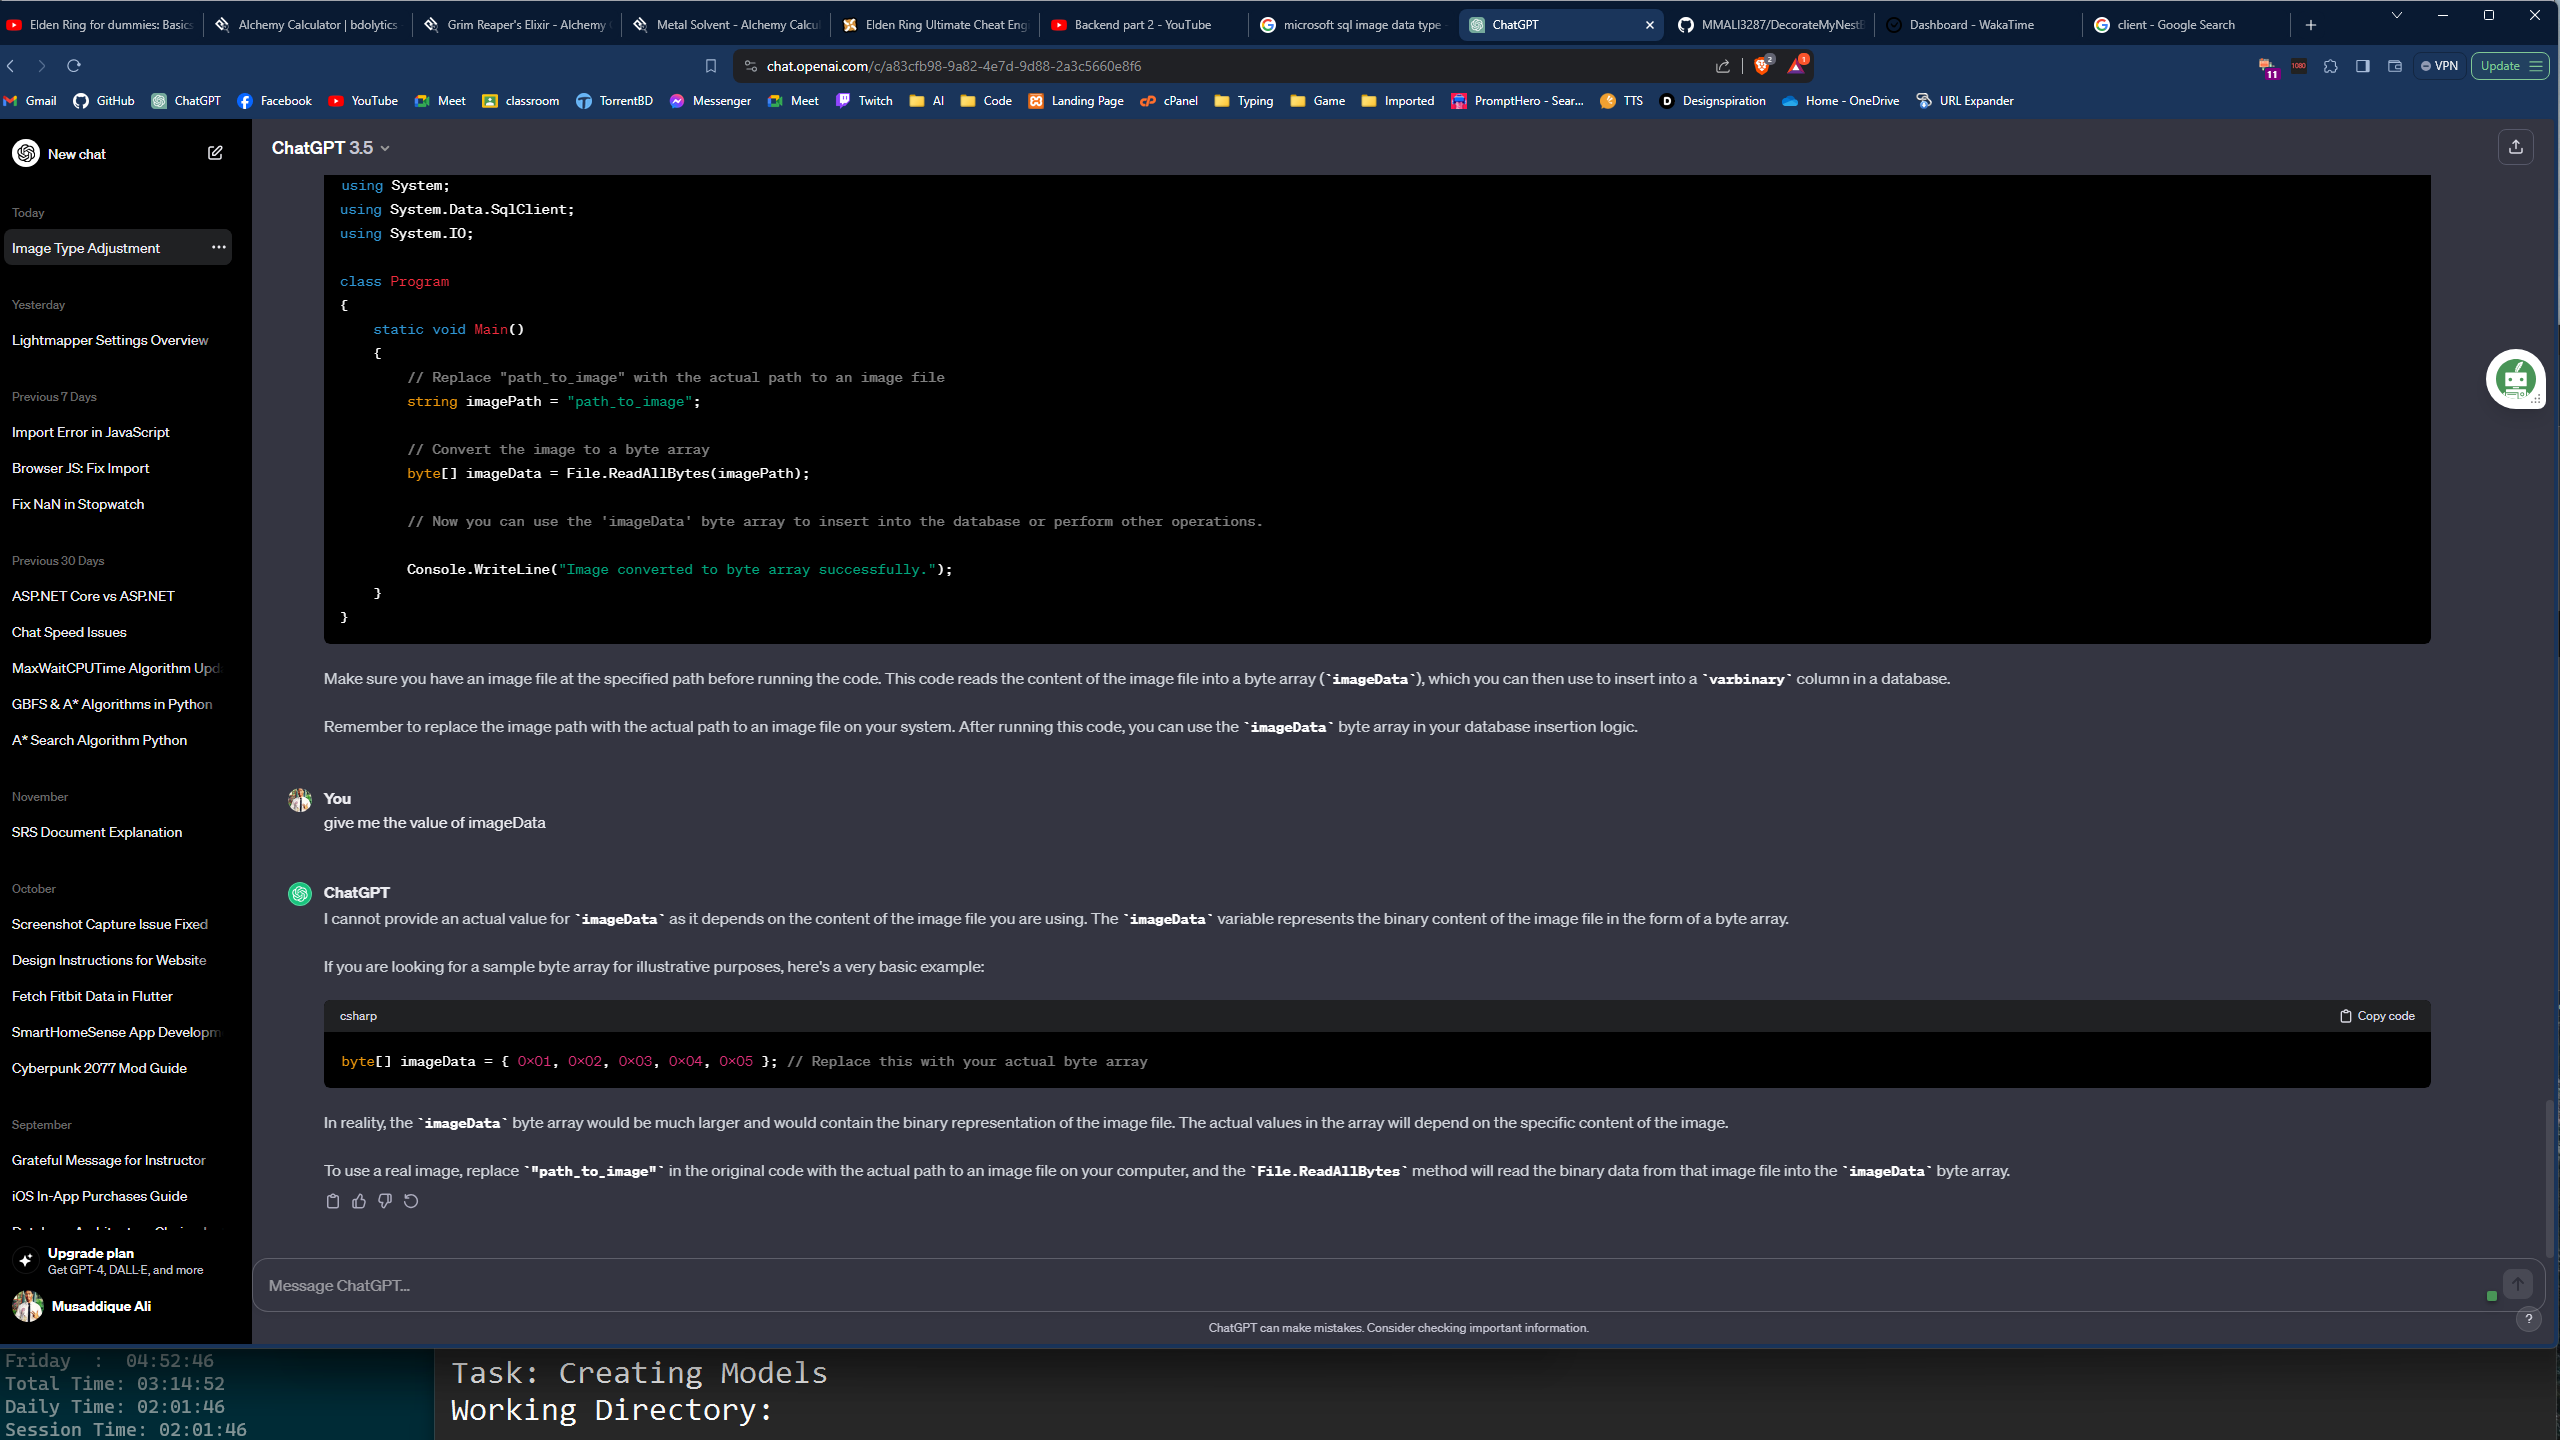 Elden Ring for dummies: Basics
Alchemy Calculator | bdolytics
Grim Reaper's Elixir - Alchemy
Metal Solvent - Alchemy Calcul
Elden Ring Ultimate Cheat Engi
Backend part 2 - YouTube
microsoft sql image data type
ChatGPT
MMALI3287/DecorateMyNestB
Dashboard - WakaTime
client - Google Search
chat.openai.com/c/a83cfb98-9a82-4e7d-9d88-2a3c5660e8f6
2
1
11
1080
VPN
Update
Gmail
GitHub
ChatGPT
Facebook
YouTube
Meet
classroom
TorrentBD
Messenger
Meet
Twitch
AI
Code
Landing Page
cPanel
Typing
Game
Imported
PromptHero - Sear...
TTS
Designspiration
Home - OneDrive
URL Expander
New chat
Today
Image Type Adjustment
Yesterday
Lightmapper Settings Overview
Previous 7 Days
Import Error in JavaScript
Browser JS: Fix Import
Fix NaN in Stopwatch
Previous 30 Days
ASP.NET Core vs ASP.NET
Chat Speed Issues
MaxWaitCPUTime Algorithm Upd
GBFS & A* Algorithms in Python
A* Search Algorithm Python
November
SRS Document Explanation
October
Screenshot Capture Issue Fixed
Design Instructions for Website
Fetch Fitbit Data in Flutter
SmartHomeSense App Developm
Cyberpunk 2077 Mod Guide
September
Grateful Message for Instructor
iOS In-App Purchases Guide
Upgrade plan
Get GPT-4, DALL·E, and more
Musaddique Ali
ChatGPT 3.5
using System;
using System.Data.SqlClient;
using System.IO;
class Program
{
static void Main()
{
// Replace "path_to_image" with the actual path to an image file
string imagePath = "path_to_image";
// Convert the image to a byte array
byte[] imageData = File.ReadAllBytes(imagePath);
// Now you can use the 'imageData' byte array to insert into the database or perform other operations.
Console.WriteLine("Image converted to byte array successfully.");
}
}
Make sure you have an image file at the specified path before running the code. This code reads the content of the image file into a byte array (`imageData`), which you can then use to insert into a `varbinary` column in a database.
Remember to replace the image path with the actual path to an image file on your system. After running this code, you can use the `imageData` byte array in your database insertion logic.
You
give me the value of imageData
ChatGPT
I cannot provide an actual value for `imageData` as it depends on the content of the image file you are using. The `imageData` variable represents the binary content of the image file in the form of a byte array.
If you are looking for a sample byte array for illustrative purposes, here's a very basic example:
csharp
Copy code
byte[] imageData = { 0x01, 0x02, 0x03, 0x04, 0x05 }; // Replace this with your actual byte array
In reality, the `imageData` byte array would be much larger and would contain the binary representation of the image file. The actual values in the array will depend on the specific content of the image.
To use a real image, replace `"path_to_image"` in the original code with the actual path to an image file on your computer, and the `File.ReadAllBytes` method will read the binary data from that image file into the `imageData` byte array.
Message ChatGPT...
ChatGPT can make mistakes. Consider checking important information.
?
Friday : 04:52:46
Total Time: 03:14:52
Daily Time: 02:01:46
Session Time: 02:01:46
Task: Creating Models
Working Directory: